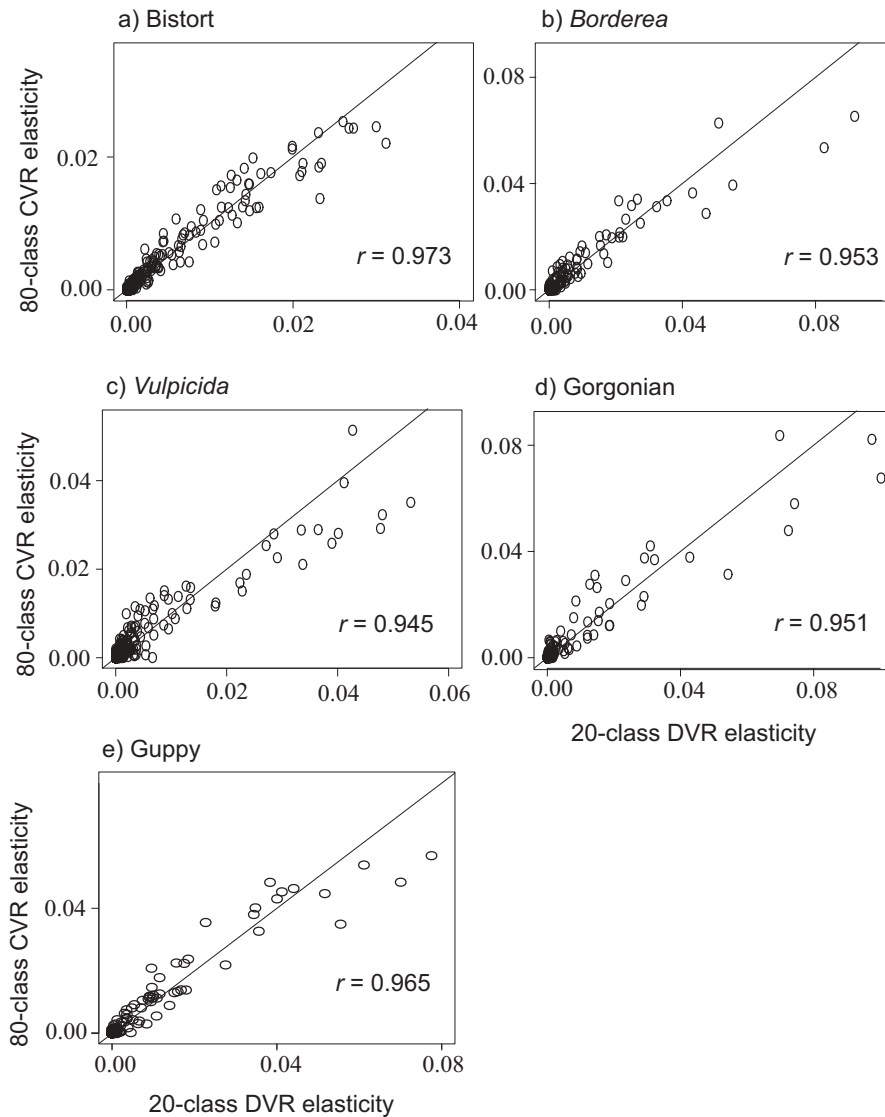 a) Bistort
80-class CVR elasticity
0.02
0.00
r = 0.973
0.00
0.02
0.04
b) Borderea
0.08
0.04
0.00
r = 0.953
0.00
0.04
0.08
c) Vulpicida
80-class CVR elasticity
0.04
0.02
0.00
r = 0.945
0.00
0.02
0.04
0.06
d) Gorgonian
0.08
0.04
0.00
r = 0.951
0.00
0.04
0.08
20-class DVR elasticity
e) Guppy
80-class CVR elasticity
0.04
0.00
r = 0.965
0.00
0.04
0.08
20-class DVR elasticity